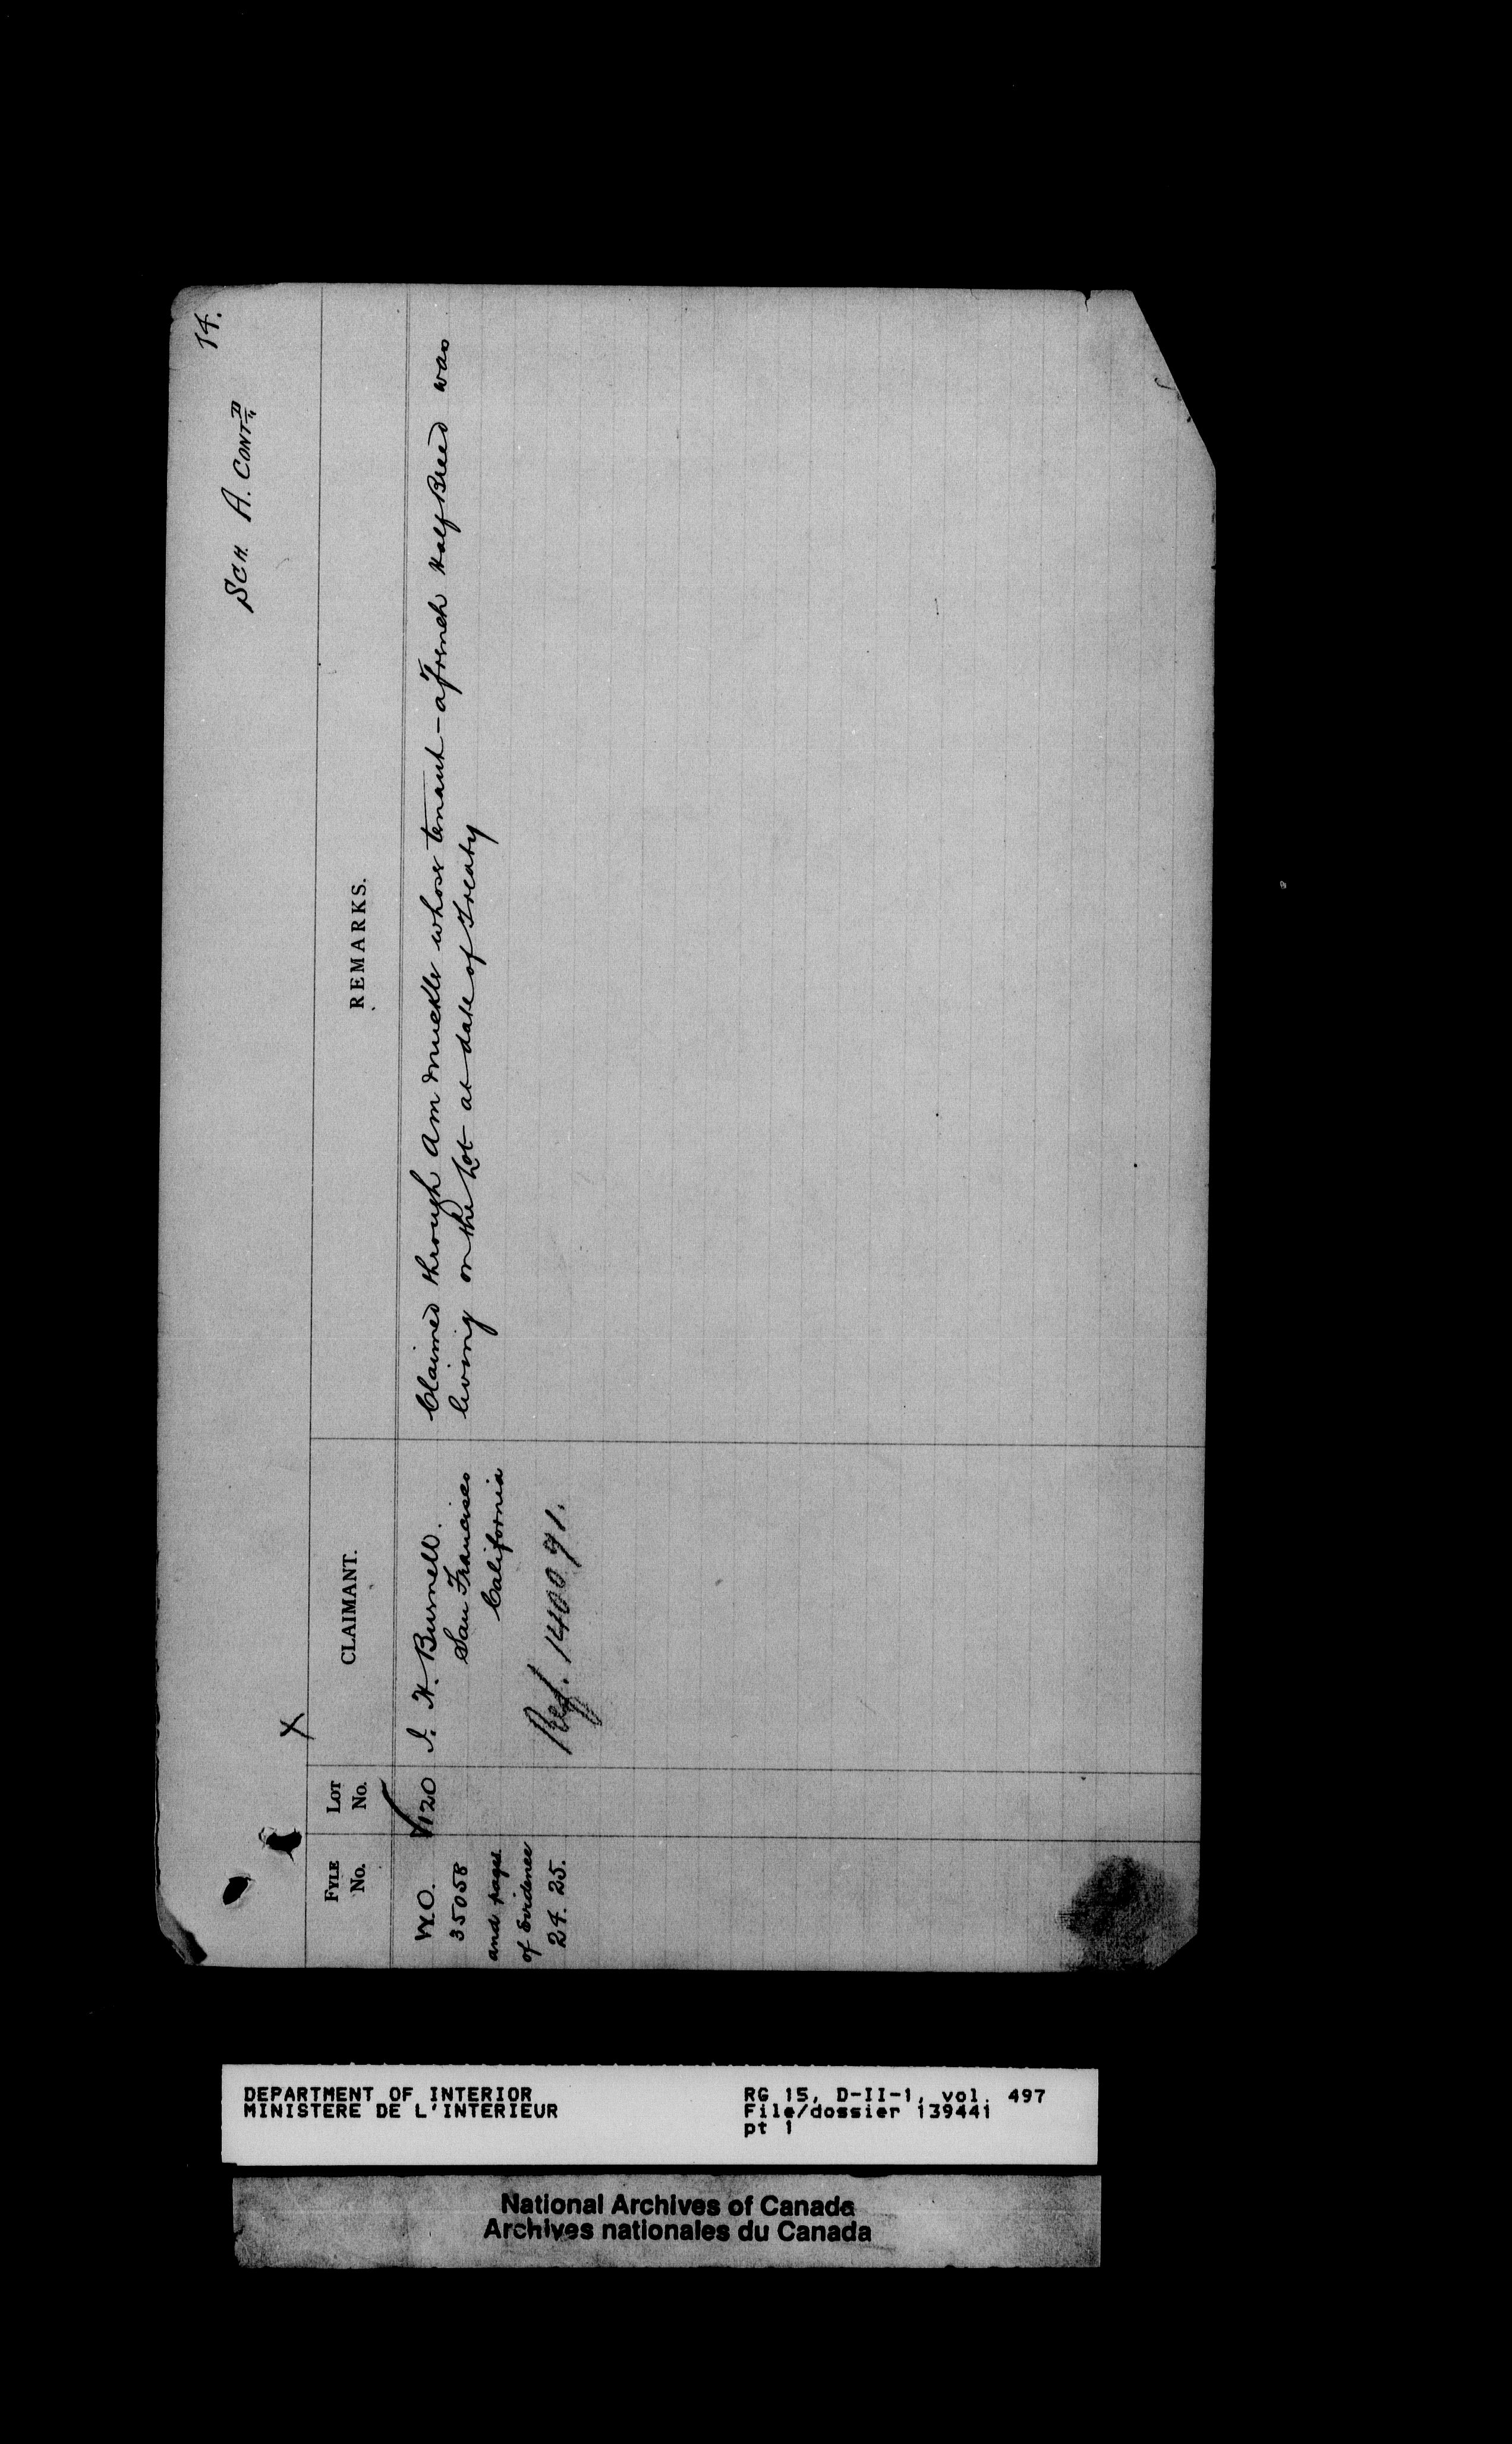 14.
SCH. A. CONTD
X
FYLE No.
LOT No.
CLAIMANT.
REMARKS.
W.O. 120 I. H. Burnell. Claimed through A M Muckle whose tenant - a French Half Breed was
35058 San Francisco living on the Lot at date of Treaty
and pages California
of Evidence
24. 25. Ref. 140091.
DEPARTMENT OF INTERIOR
MINISTERE DE L'INTERIEUR
RG 15, D-II-1, vol. 497
File/dossier 139441
pt 1
National Archives of Canada
Archives nationales du Canada